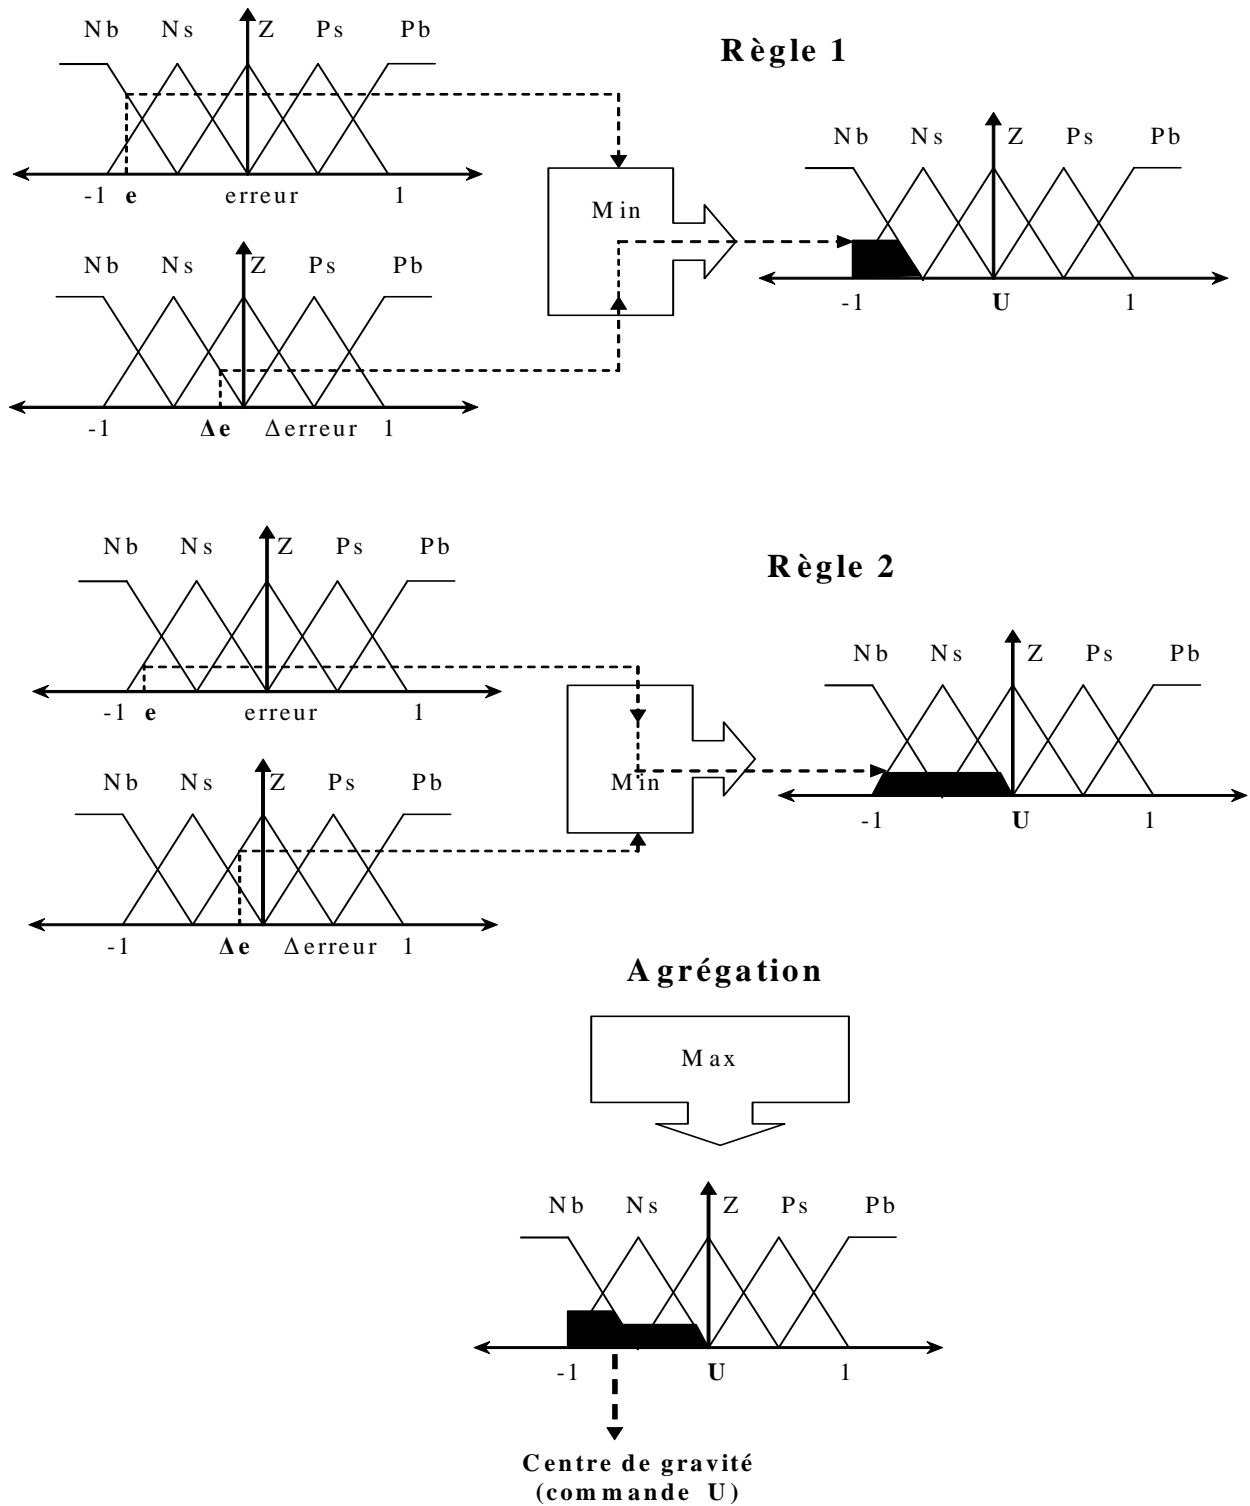 Nb Ns Z Ps Pb
Règle 1
-1 e erreur 1
Min
Nb Ns Z Ps Pb
-1 U 1
Nb Ns Z Ps Pb
-1 Δe Δerreur 1
Nb Ns Z Ps Pb
Règle 2
-1 e erreur 1
Min
Nb Ns Z Ps Pb
-1 U 1
Nb Ns Z Ps Pb
-1 Δe Δerreur 1
Agrégation
Max
Nb Ns Z Ps Pb
-1 U 1
Centre de gravité
(commande U)